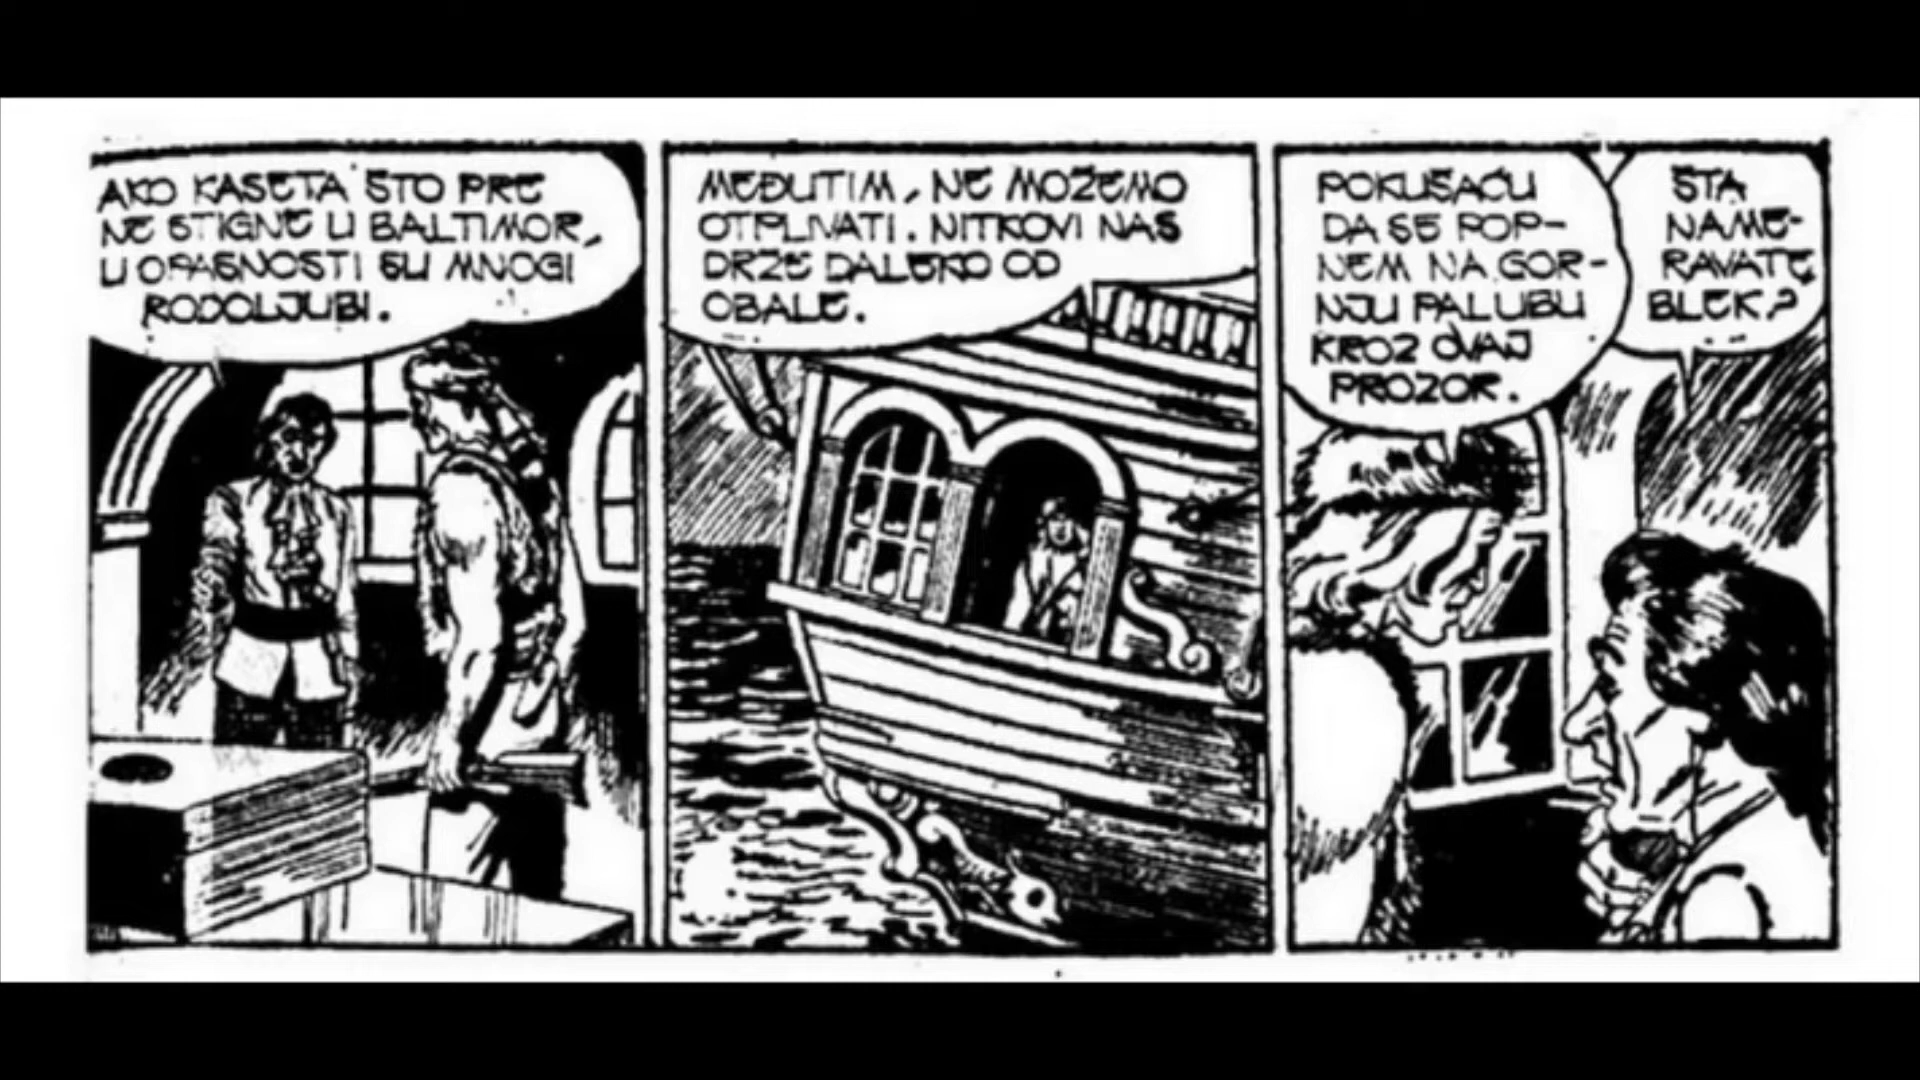 AKO KASETA ŠTO PRE
NE STIGNE U BALTIMOR,
U OPASNOSTI SU MNOGI
RODOLJUBI.
MEĐUTIM, NE MOŽEMO
OTPLIVATI. NITKOVI NAS
DRŽE DALEKO OD
OBALE.
POKUŠAĆU
DA SE POP-
NEM NA GOR-
NJU PALUBU
KROZ OVAJ
PROZOR.
ŠTA
NAME-
RAVATE
BLEK?